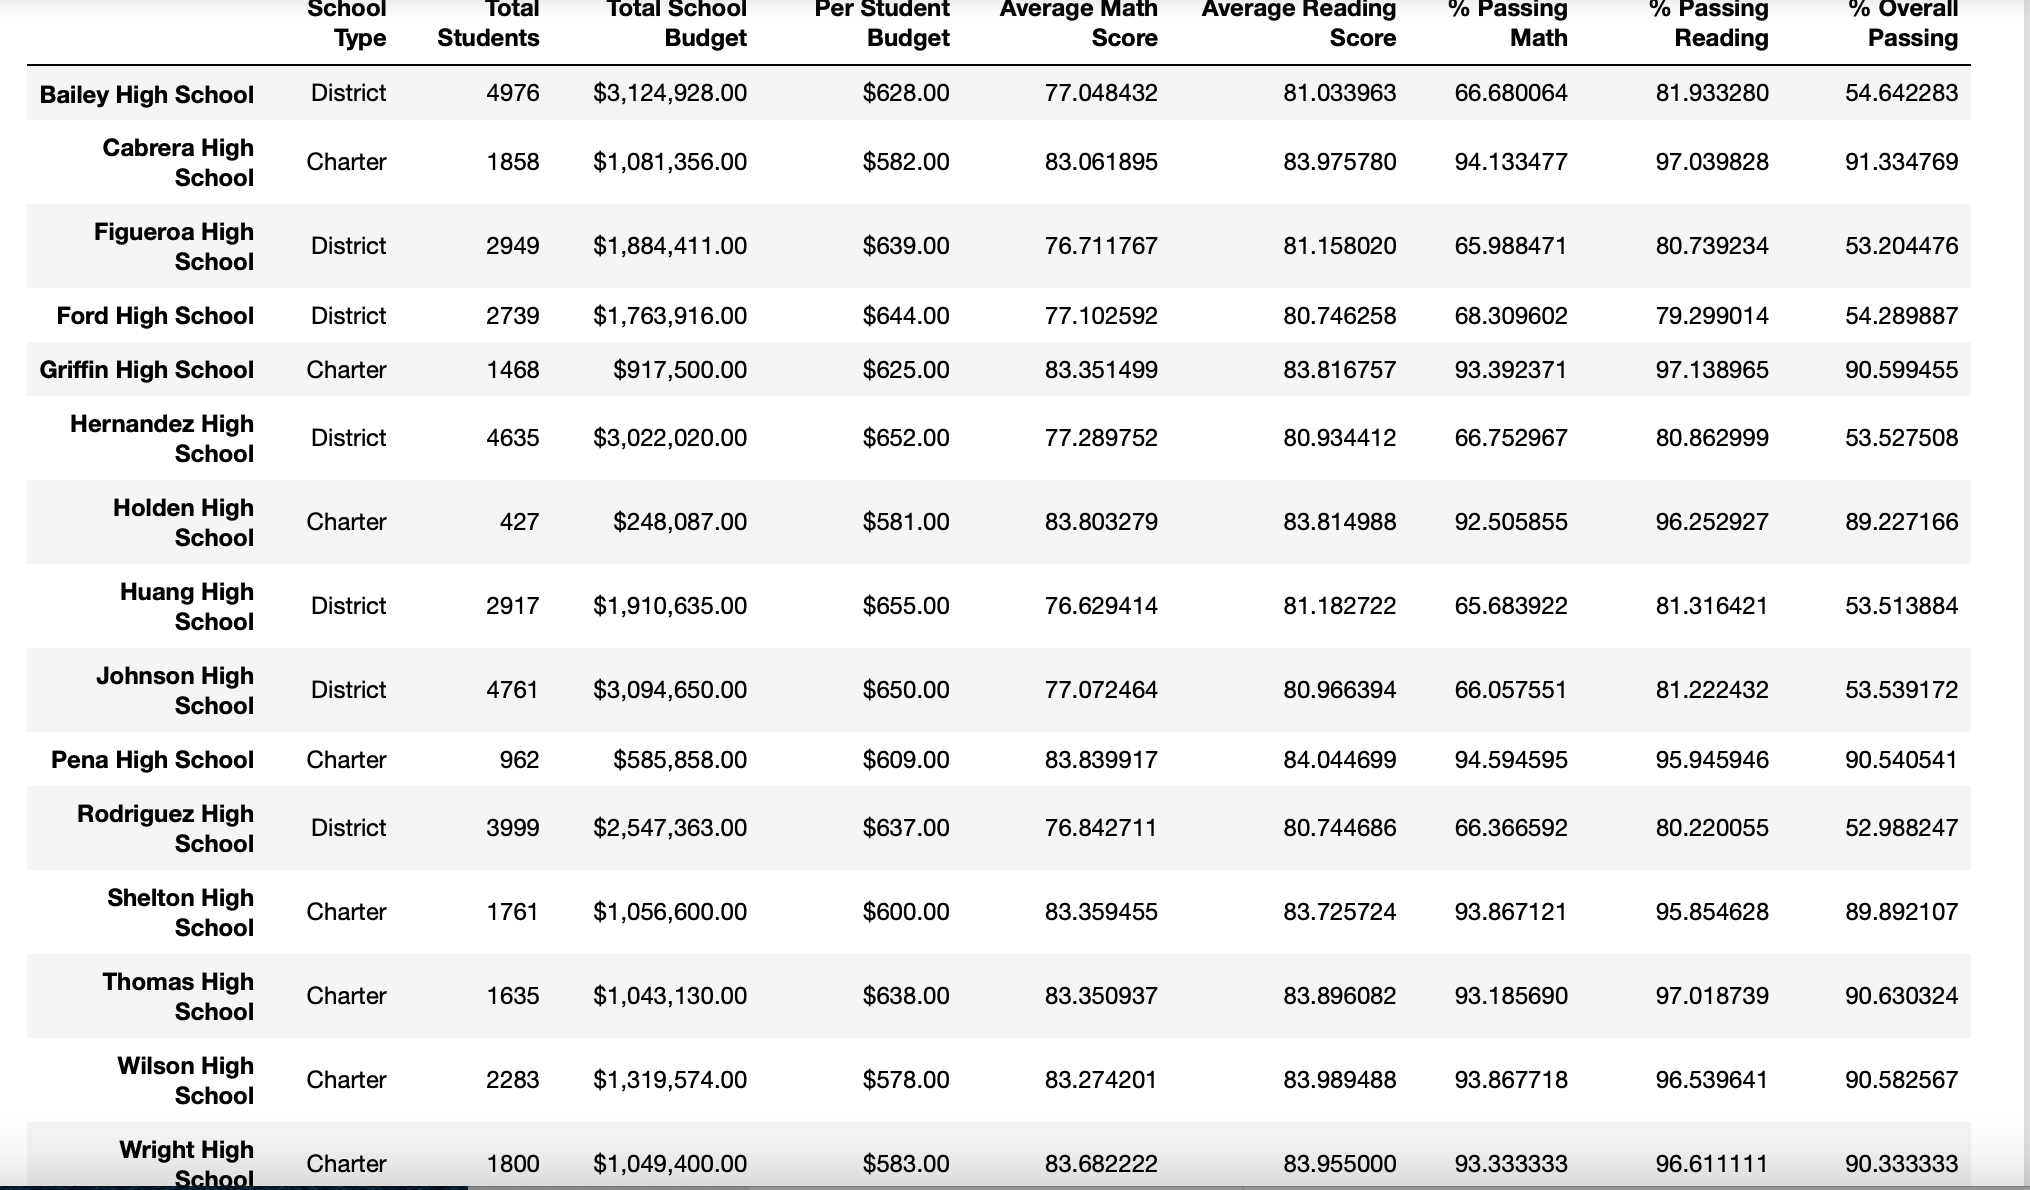 School Type Total Students Total School Budget Per Student Budget Average Math Score Average Reading Score % Passing Math % Passing Reading % Overall Passing
Bailey High School District 4976 $3,124,928.00 $628.00 77.048432 81.033963 66.680064 81.933280 54.642283
Cabrera High School Charter 1858 $1,081,356.00 $582.00 83.061895 83.975780 94.133477 97.039828 91.334769
Figueroa High School District 2949 $1,884,411.00 $639.00 76.711767 81.158020 65.988471 80.739234 53.204476
Ford High School District 2739 $1,763,916.00 $644.00 77.102592 80.746258 68.309602 79.299014 54.289887
Griffin High School Charter 1468 $917,500.00 $625.00 83.351499 83.816757 93.392371 97.138965 90.599455
Hernandez High School District 4635 $3,022,020.00 $652.00 77.289752 80.934412 66.752967 80.862999 53.527508
Holden High School Charter 427 $248,087.00 $581.00 83.803279 83.814988 92.505855 96.252927 89.227166
Huang High School District 2917 $1,910,635.00 $655.00 76.629414 81.182722 65.683922 81.316421 53.513884
Johnson High School District 4761 $3,094,650.00 $650.00 77.072464 80.966394 66.057551 81.222432 53.539172
Pena High School Charter 962 $585,858.00 $609.00 83.839917 84.044699 94.594595 95.945946 90.540541
Rodriguez High School District 3999 $2,547,363.00 $637.00 76.842711 80.744686 66.366592 80.220055 52.988247
Shelton High School Charter 1761 $1,056,600.00 $600.00 83.359455 83.725724 93.867121 95.854628 89.892107
Thomas High School Charter 1635 $1,043,130.00 $638.00 83.350937 83.896082 93.185690 97.018739 90.630324
Wilson High School Charter 2283 $1,319,574.00 $578.00 83.274201 83.989488 93.867718 96.539641 90.582567
Wright High School Charter 1800 $1,049,400.00 $583.00 83.682222 83.955000 93.333333 96.611111 90.333333